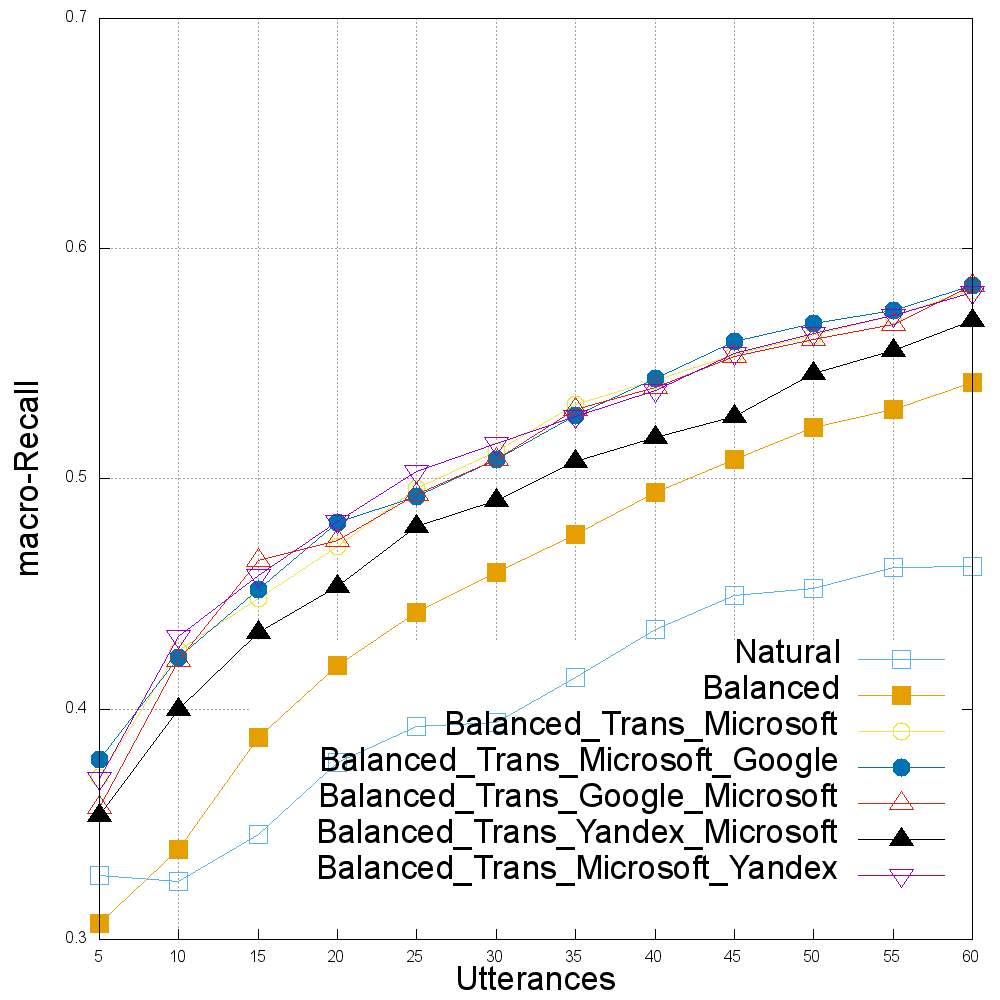 0.7
0.6
0.5
0.4
0.3
macro-Recall
Natural
Balanced
Balanced_Trans_Microsoft
Balanced_Trans_Microsoft_Google
Balanced_Trans_Google_Microsoft
Balanced_Trans_Yandex_Microsoft
Balanced_Trans_Microsoft_Yandex
5 10 15 20 25 30 35 40 45 50 55 60
Utterances